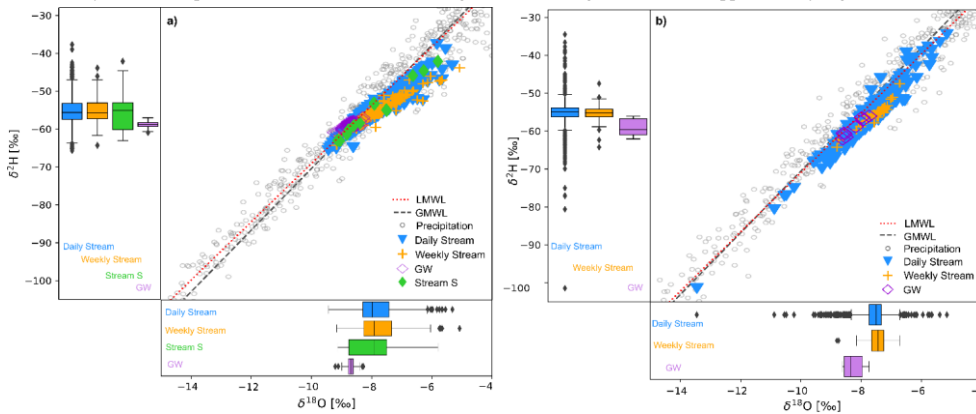 a)
−30
−40
−50
−60
−70
−80
−90
−100
δ²H [‰]
LMWL
GMWL
Precipitation
Daily Stream
Weekly Stream
GW
Stream S
Daily Stream
Weekly Stream
Stream S
GW
Daily Stream
Weekly Stream
Stream S
GW
−14 −12 −10 −8 −6 −4
δ¹⁸O [‰]
b)
−30
−40
−50
−60
−70
−80
−90
−100
δ²H [‰]
LMWL
GMWL
Precipitation
Daily Stream
Weekly Stream
GW
Daily Stream
Weekly Stream
GW
Daily Stream
Weekly Stream
GW
−14 −12 −10 −8 −6
δ¹⁸O [‰]